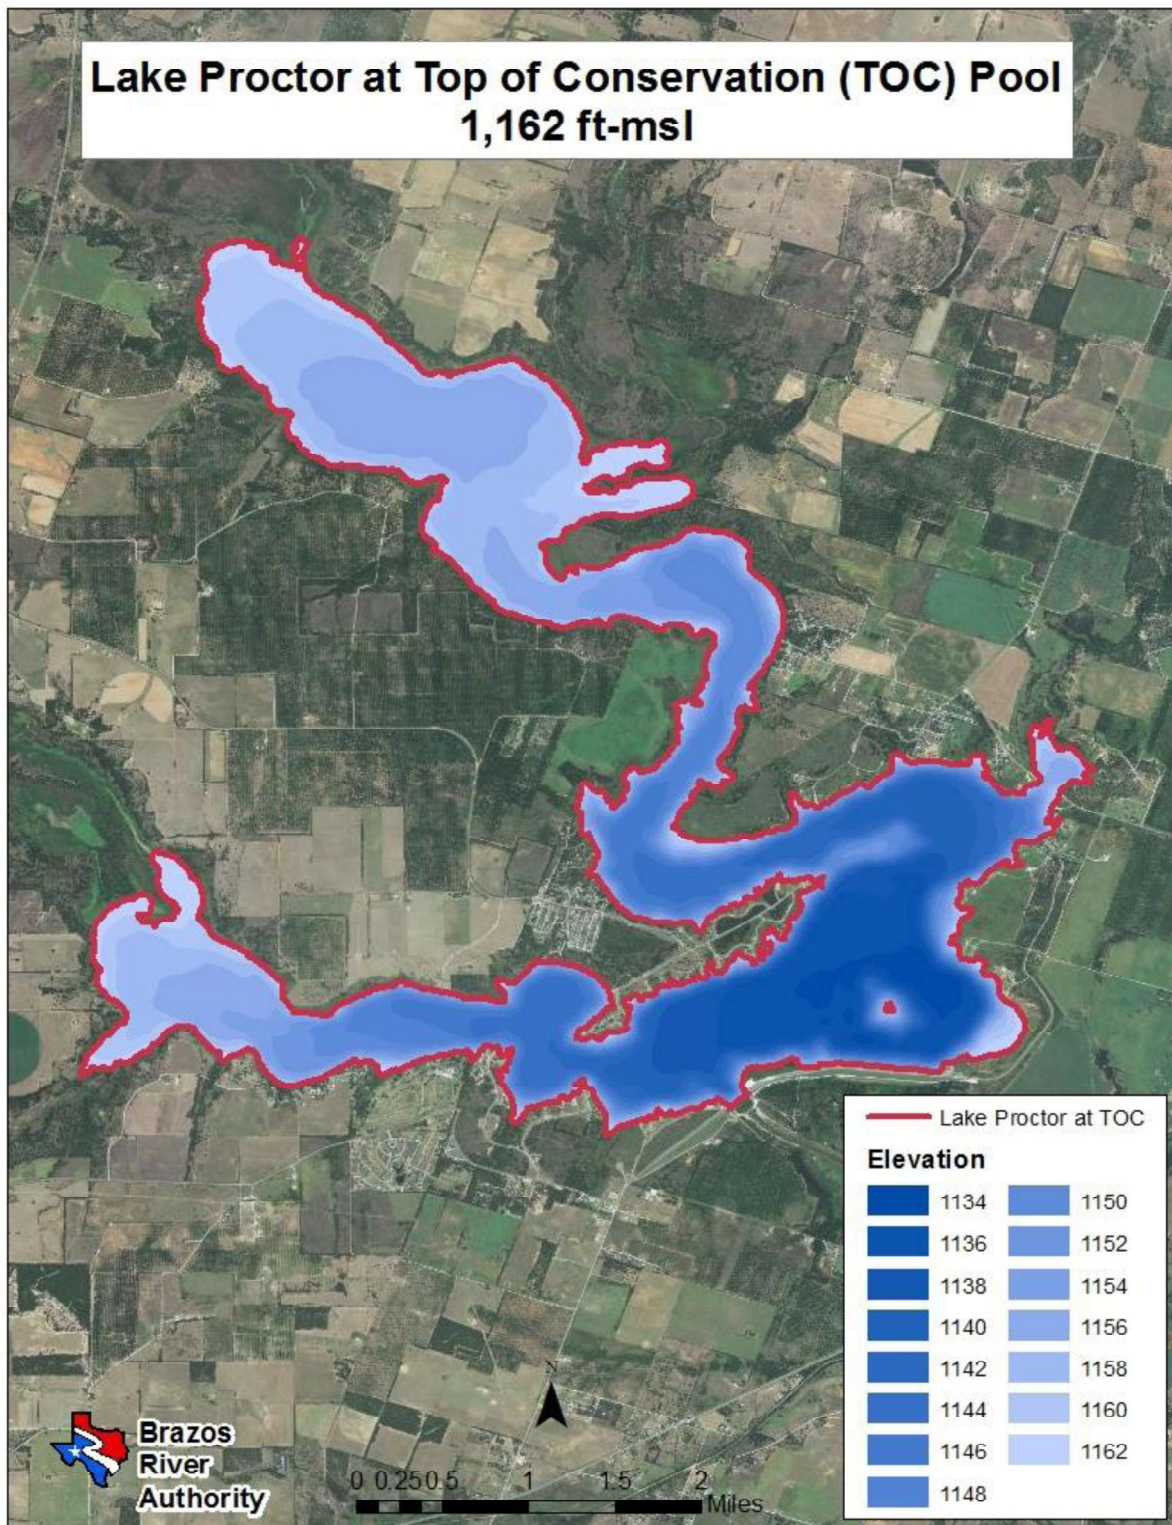 Lake Proctor at Top of Conservation (TOC) Pool
1,162 ft-msl
Lake Proctor at TOC
Elevation
1134 1150
1136 1152
1138 1154
1140 1156
1142 1158
1144 1160
1146 1162
1148
N
Brazos
River
Authority
0 0.25 0.5 1 1.5 2
Miles